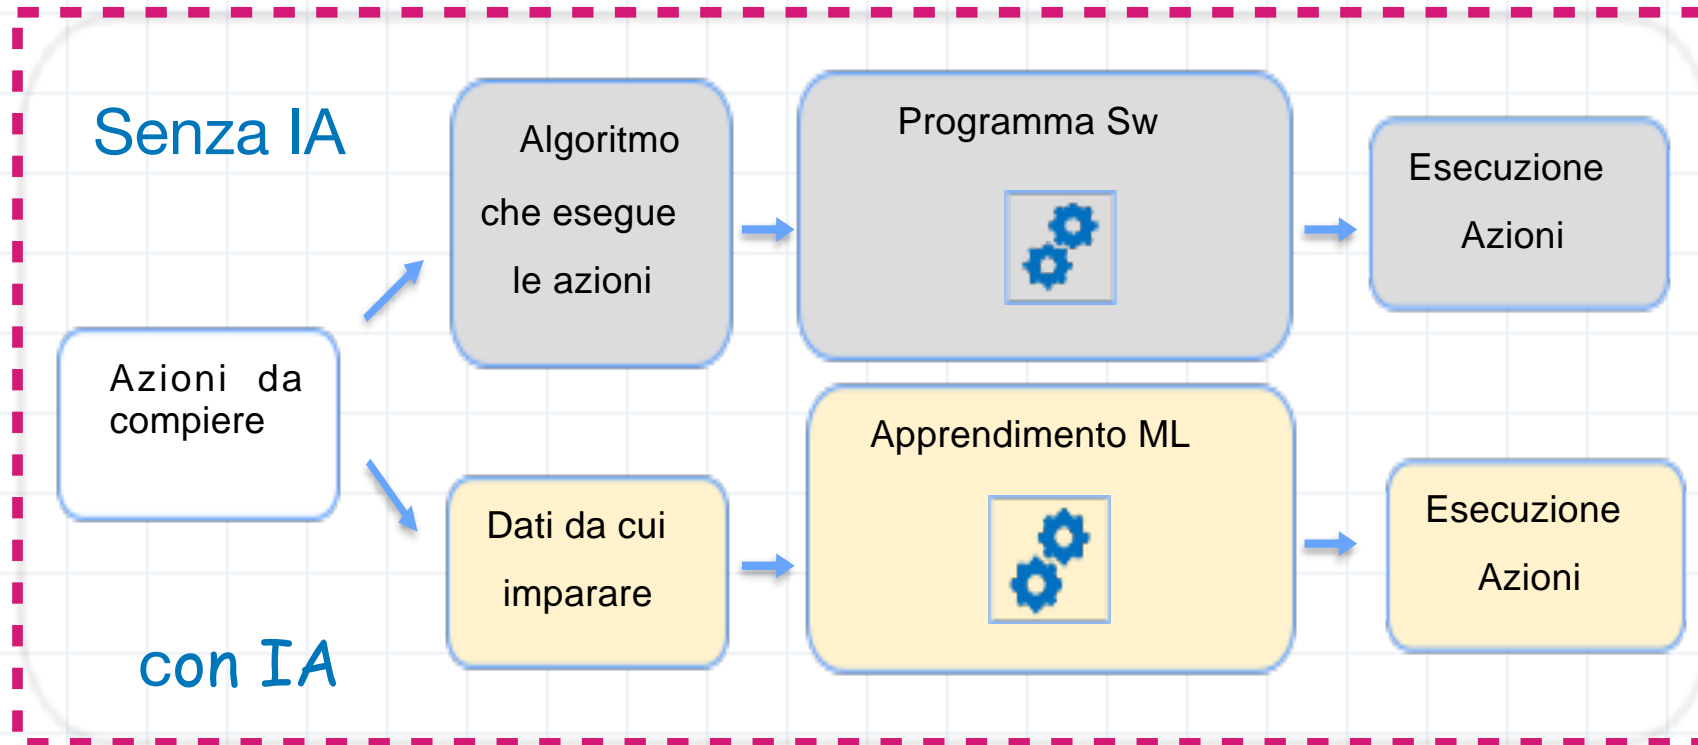 Senza IA
Algoritmo
che esegue
le azioni
Programma Sw
Esecuzione
Azioni
Azioni da
compiere
Dati da cui
imparare
Apprendimento ML
Esecuzione
Azioni
con IA